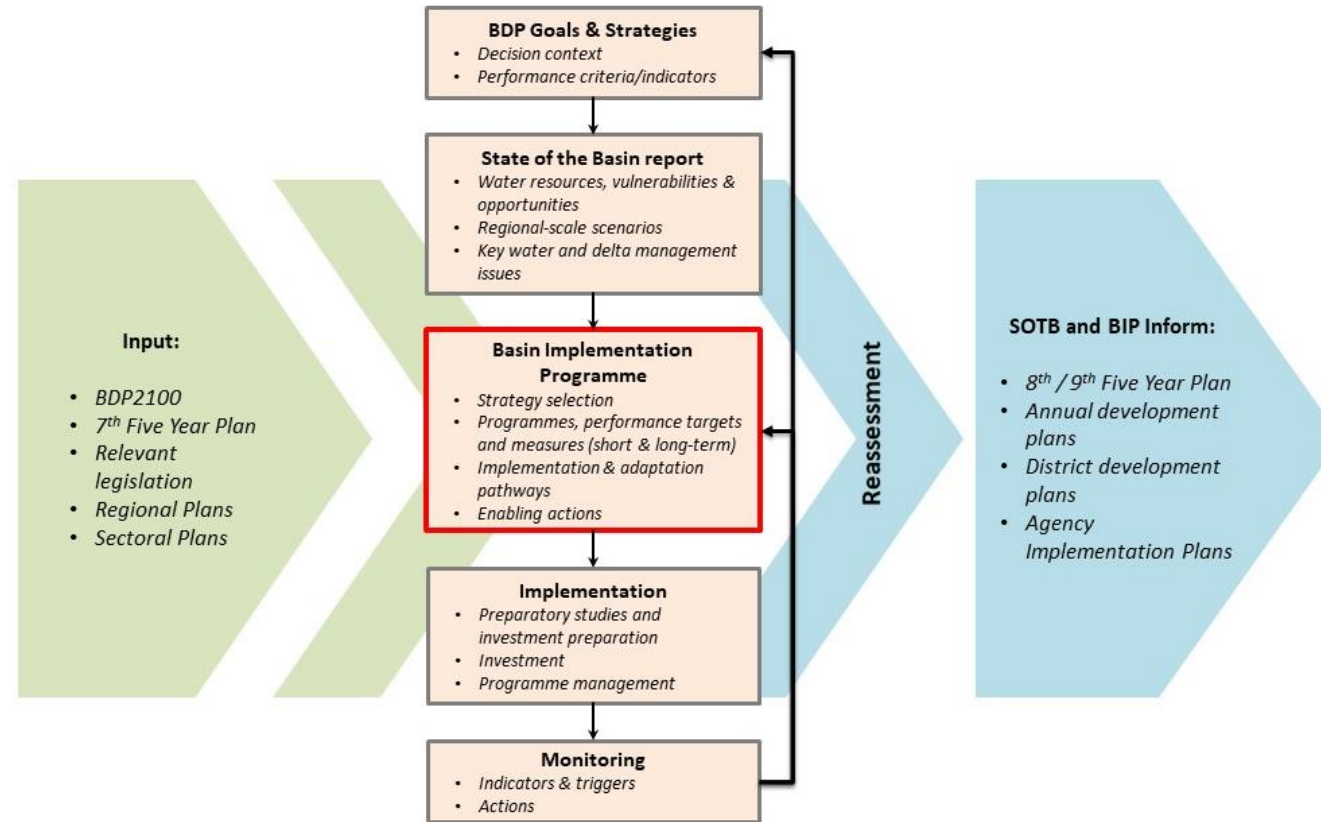 BDP Goals & Strategies
• Decision context
• Performance criteria/indicators
State of the Basin report
• Water resources, vulnerabilities &
opportunities
• Regional-scale scenarios
• Key water and delta management
issues
Input:
• BDP2100
• 7th Five Year Plan
• Relevant
legislation
• Regional Plans
• Sectoral Plans
Basin Implementation
Programme
• Strategy selection
• Programmes, performance targets
and measures (short & long-term)
• Implementation & adaptation
pathways
• Enabling actions
Reassessment
SOTB and BIP Inform:
• 8th / 9th Five Year Plan
• Annual development
plans
• District development
plans
• Agency
Implementation Plans
Implementation
• Preparatory studies and
investment preparation
• Investment
• Programme management
Monitoring
• Indicators & triggers
• Actions